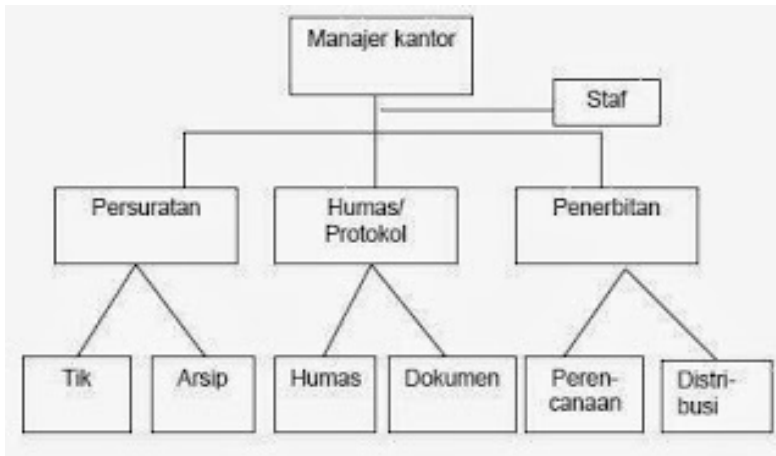 Manajer kantor
Staf
Persuratan
Humas/
Protokol
Penerbitan
Tik
Arsip
Humas
Dokumen
Peren-
canaan
Distri-
busi